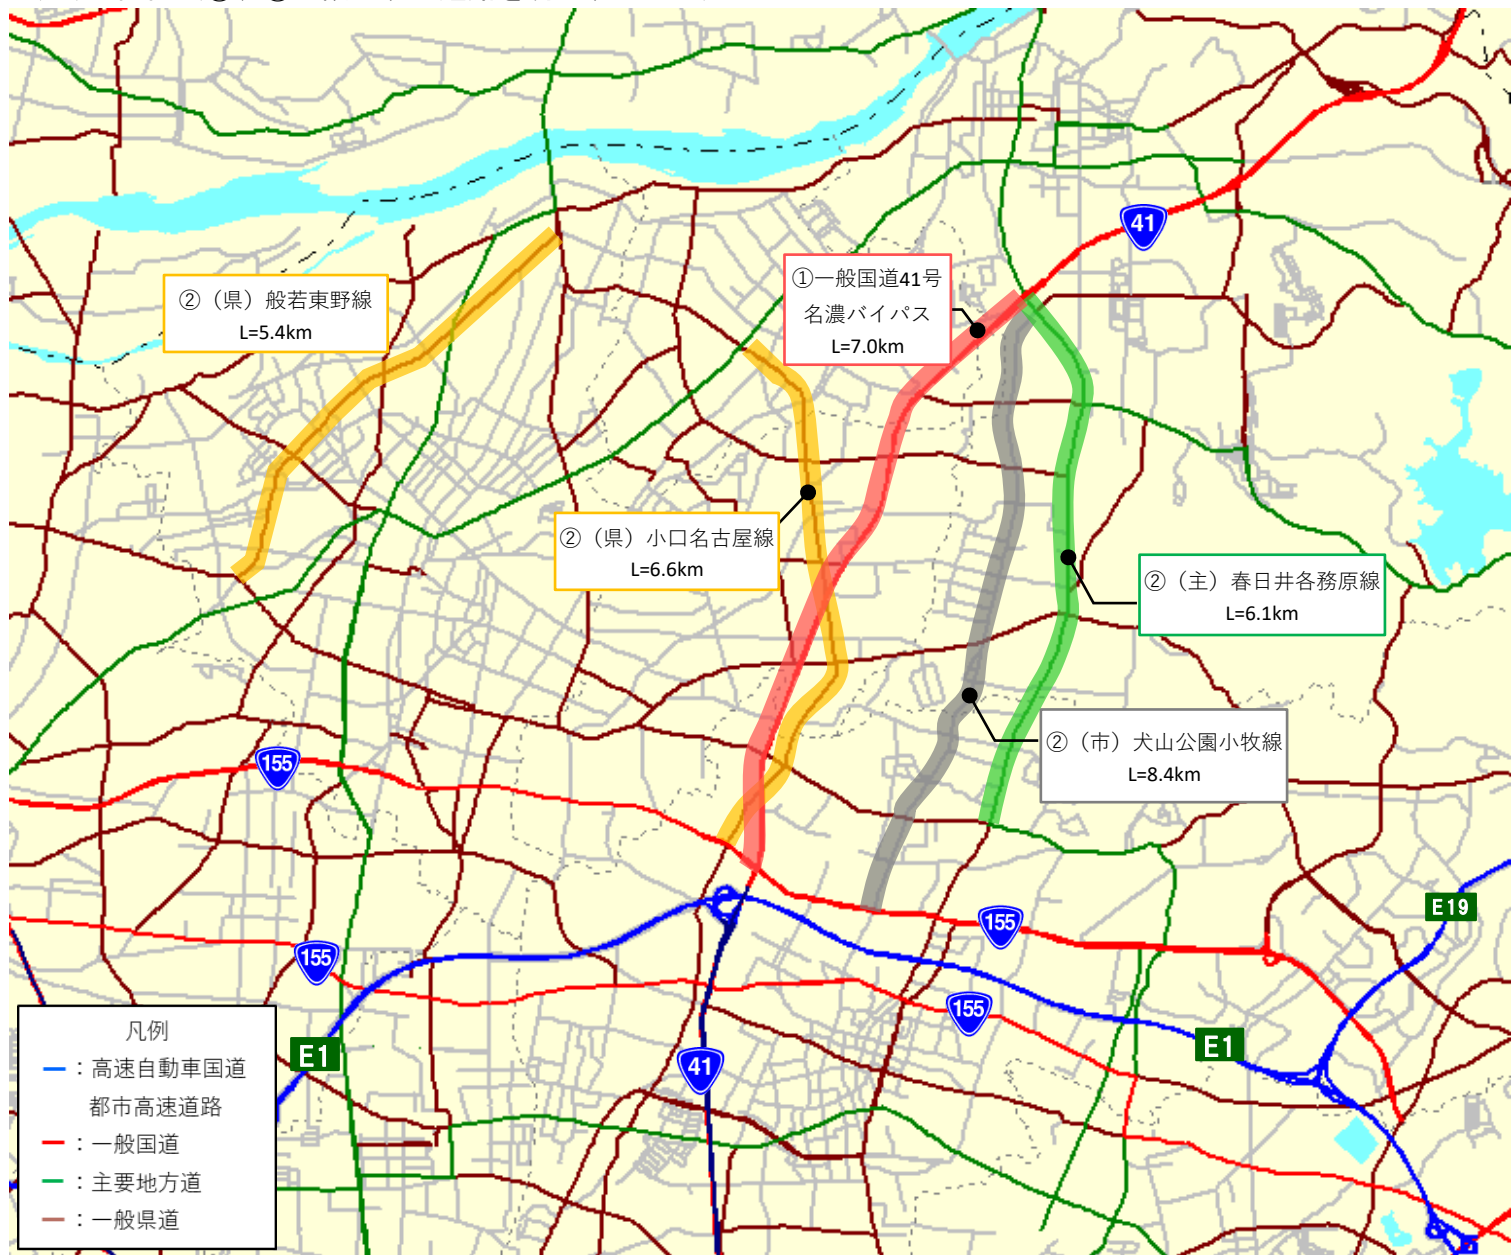 41
①一般国道41号
名濃バイパス
L=7.0km
②（県）般若東野線
L=5.4km
②（県）小口名古屋線
L=6.6km
②（主）春日井各務原線
L=6.1km
②（市）犬山公園小牧線
L=8.4km
155
E19
155
155
155
E1
E1
41
凡例
：高速自動車国道
都市高速道路
：一般国道
：主要地方道
：一般県道